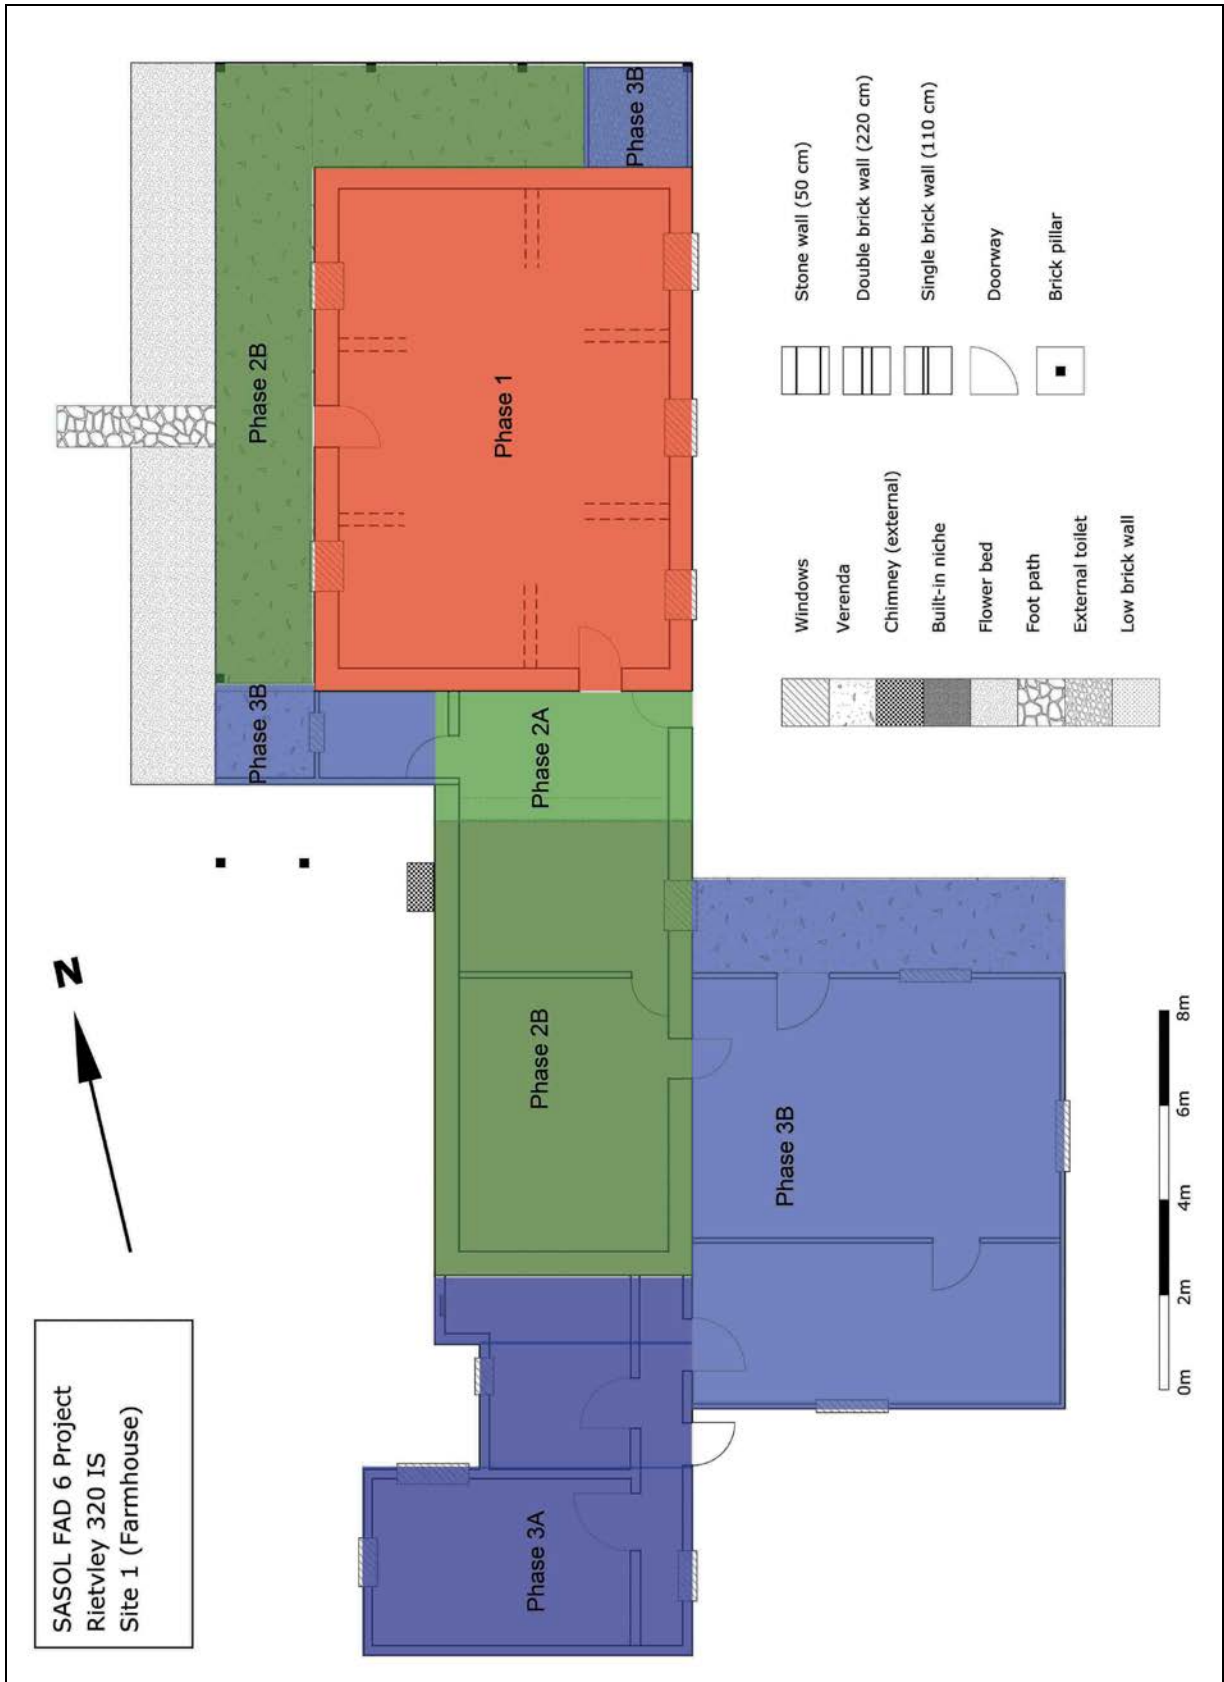 SASOL FAD 6 Project
Rietvley 320 IS
Site 1 (Farmhouse)
N
Phase 3B
Phase 2B
Phase 1
Phase 3B
Phase 2A
Phase 2B
Phase 3B
Phase 3A
0m
2m
4m
6m
8m
Windows
Verenda
Chimney (external)
Built-in niche
Flower bed
Foot path
External toilet
Low brick wall
Stone wall (50 cm)
Double brick wall (220 cm)
Single brick wall (110 cm)
Doorway
Brick pillar